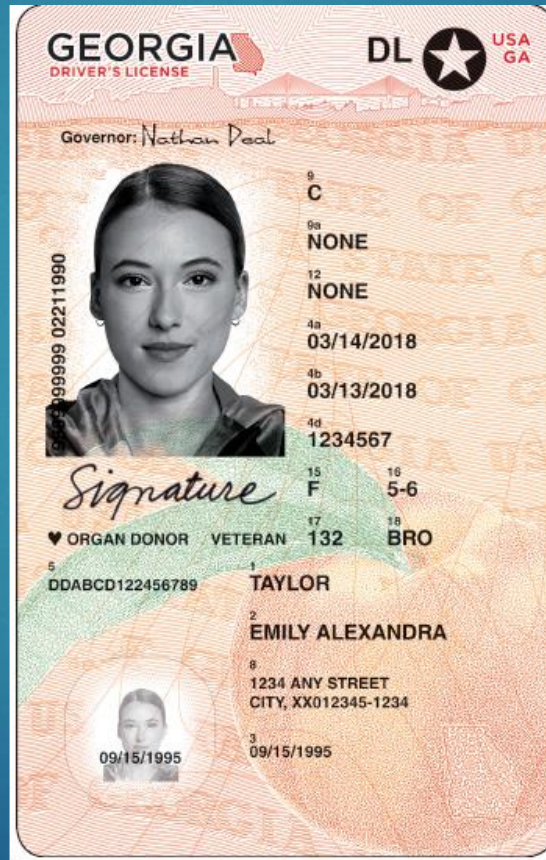 GEORGIA
DRIVER'S LICENSE
DL
USA
GA
Governor: Nathan Deal
02211990
9
C
9a
NONE
12
NONE
4a
03/14/2018
4b
03/13/2018
4d
1234567
15 16
F 5-6
Signature
17 18
♥ ORGAN DONOR VETERAN 132 BRO
5
DDABCD122456789
1
TAYLOR
2
EMILY ALEXANDRA
8
1234 ANY STREET
CITY, XX012345-1234
3
09/15/1995
09/15/1995